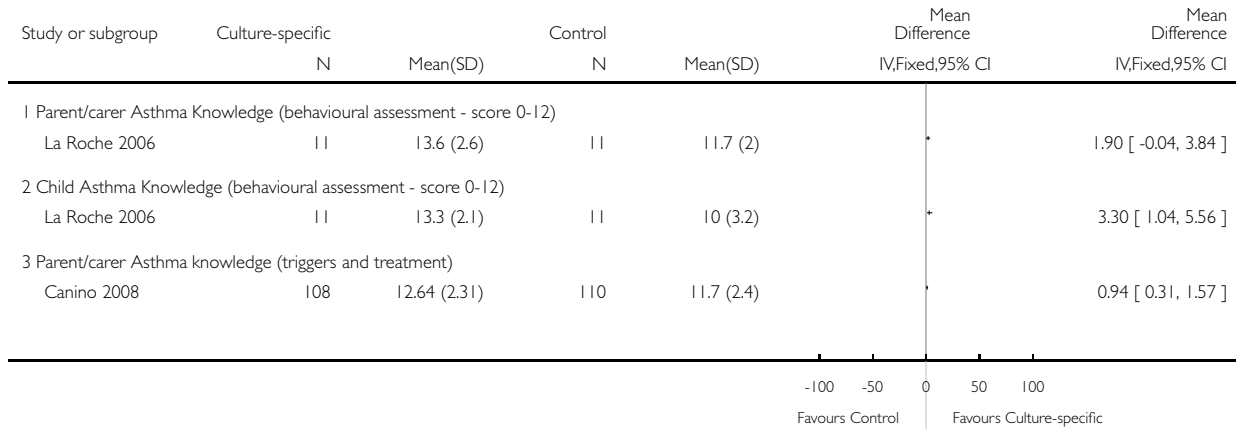 Mean Mean
Study or subgroup Culture-specific Control Difference Difference
N Mean(SD) N Mean(SD) IV,Fixed,95% CI IV,Fixed,95% CI
1 Parent/carer Asthma Knowledge (behavioural assessment - score 0-12)
La Roche 2006 11 13.6 (2.6) 11 11.7 (2) 1.90 [ -0.04, 3.84 ]
2 Child Asthma Knowledge (behavioural assessment - score 0-12)
La Roche 2006 11 13.3 (2.1) 11 10 (3.2) 3.30 [ 1.04, 5.56 ]
3 Parent/carer Asthma knowledge (triggers and treatment)
Canino 2008 108 12.64 (2.31) 110 11.7 (2.4) 0.94 [ 0.31, 1.57 ]
-100 -50 0 50 100
Favours Control Favours Culture-specific